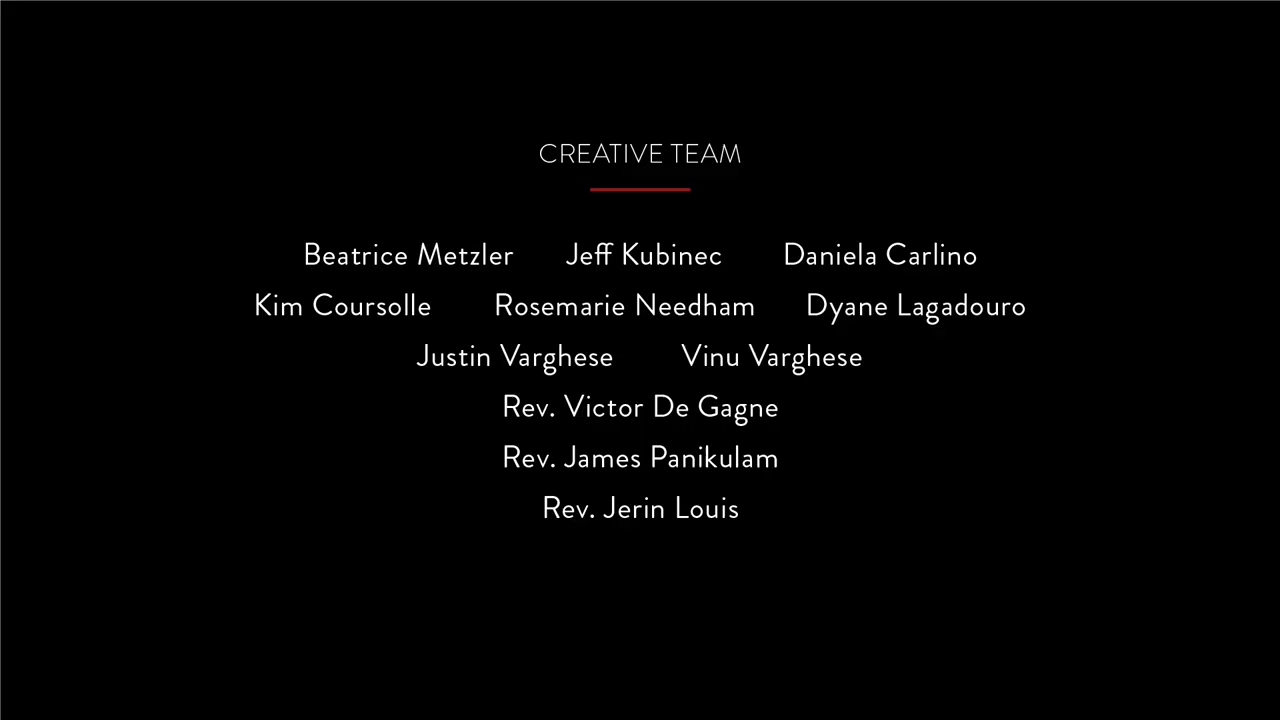 CREATIVE TEAM
Beatrice Metzler Jeff Kubinec Daniela Carlino
Kim Coursolle Rosemarie Needham Dyane Lagadouro
Justin Varghese Vinu Varghese
Rev. Victor De Gagne
Rev. James Panikulam
Rev. Jerin Louis